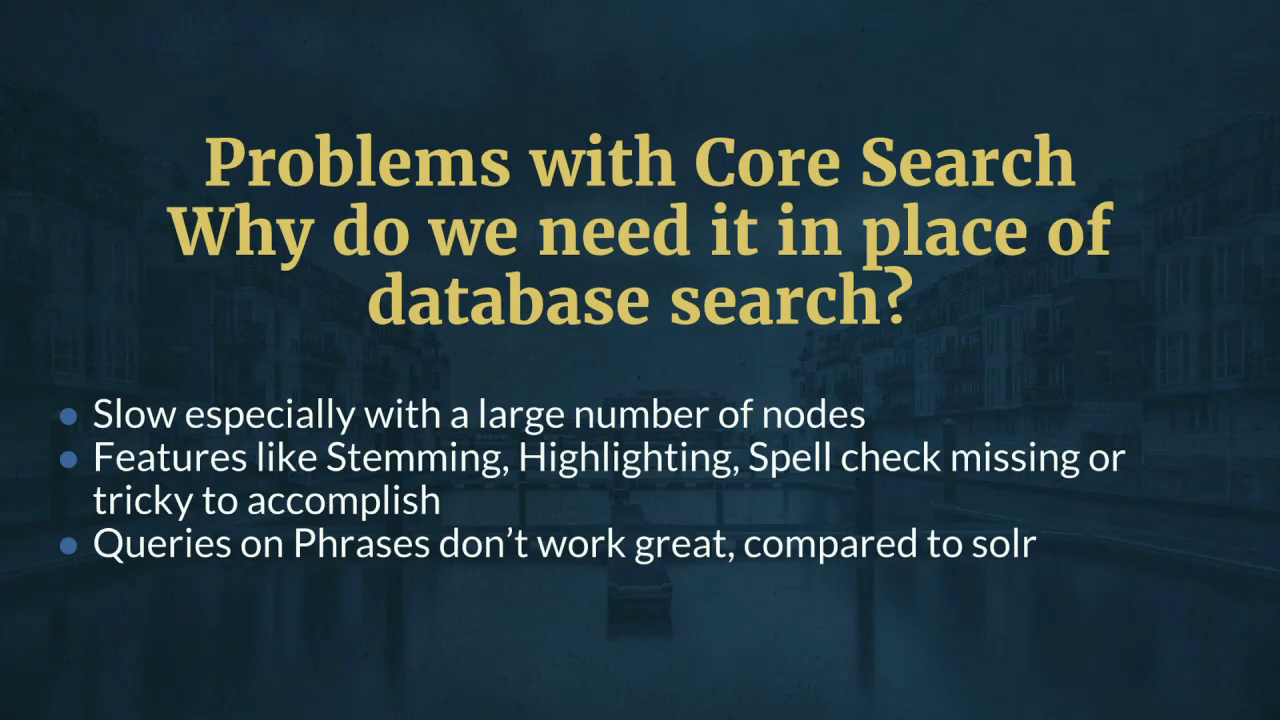 Problems with Core Search
Why do we need it in place of
database search?
● Slow especially with a large number of nodes
● Features like Stemming, Highlighting, Spell check missing or
tricky to accomplish
● Queries on Phrases don’t work great, compared to solr